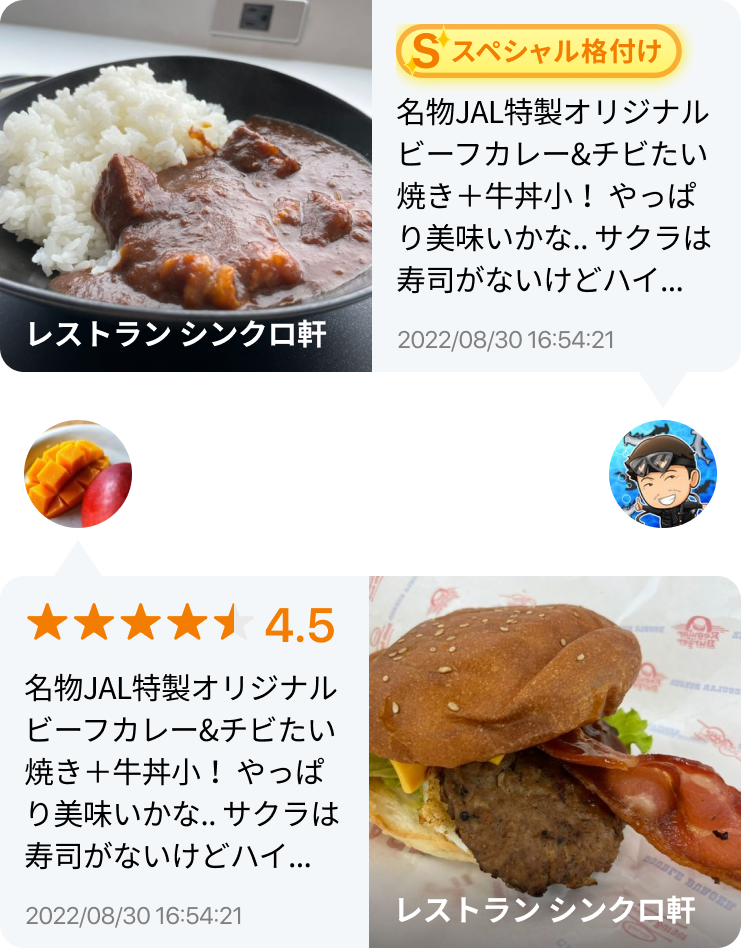 Sスペシャル格付け
名物JAL特製オリジナル
ビーフカレー&チビたい
焼き＋牛丼小！ やっぱ
り美味いかな.. サクラは
寿司がないけどハイ...
レストラン シンクロ軒
2022/08/30 16:54:21
4.5
名物JAL特製オリジナル
ビーフカレー&チビたい
焼き＋牛丼小！ やっぱ
り美味いかな.. サクラは
寿司がないけどハイ...
2022/08/30 16:54:21
レストラン シンクロ軒